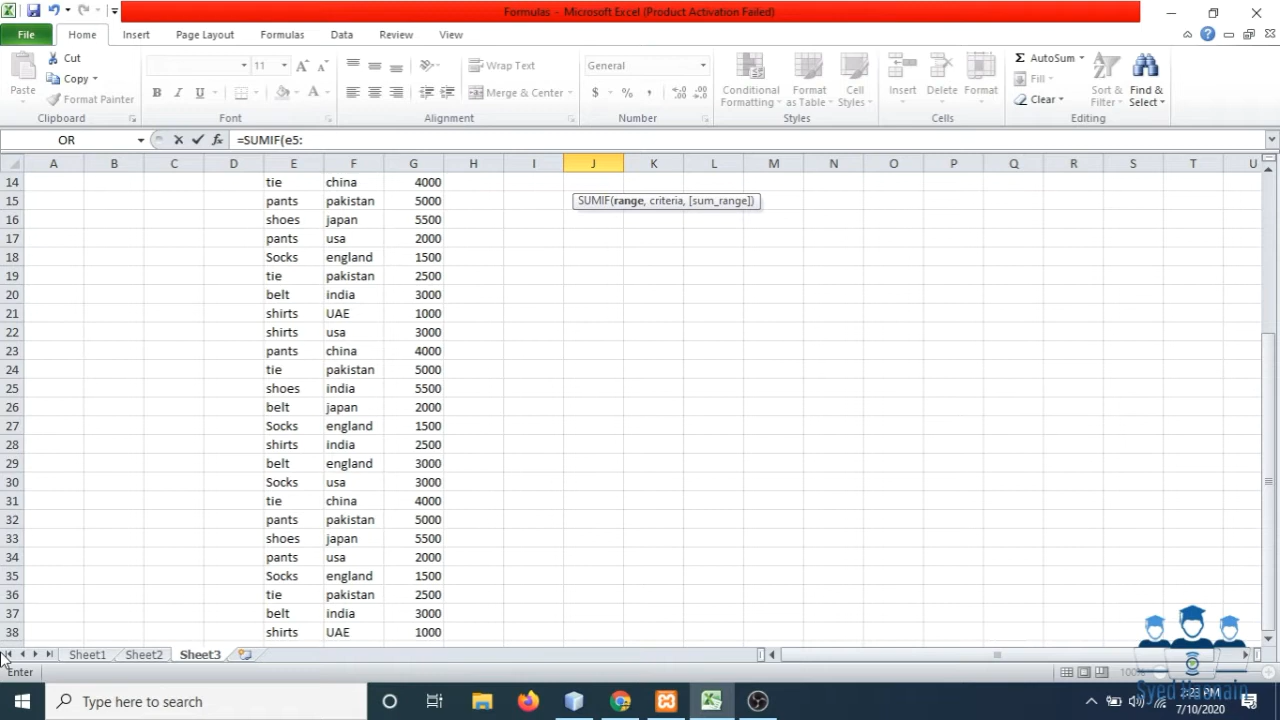 Formulas - Microsoft Excel (Product Activation Failed)
File Home Insert Page Layout Formulas Data Review View
Cut
Copy
Format Painter
Paste
Clipboard
11
Font
Wrap Text
Merge & Center
Alignment
General
Number
Conditional Formatting
Format as Table
Cell Styles
Styles
Insert Delete Format
Cells
AutoSum
Fill
Clear
Sort & Filter
Find & Select
Editing
OR =SUMIF(e5:
A B C D E F G H I J K L M N O P Q R S T U
14 tie china 4000
15 pants pakistan 5000
SUMIF(range, criteria, [sum_range])
16 shoes japan 5500
17 pants usa 2000
18 Socks england 1500
19 tie pakistan 2500
20 belt india 3000
21 shirts UAE 1000
22 shirts usa 3000
23 pants china 4000
24 tie pakistan 5000
25 shoes india 5500
26 belt japan 2000
27 Socks england 1500
28 shirts india 2500
29 belt england 3000
30 Socks usa 3000
31 tie china 4000
32 pants pakistan 5000
33 shoes japan 5500
34 pants usa 2000
35 Socks england 1500
36 tie pakistan 2500
37 belt india 3000
38 shirts UAE 1000
Sheet1 Sheet2 Sheet3
Enter 100%
Type here to search
7/10/2020